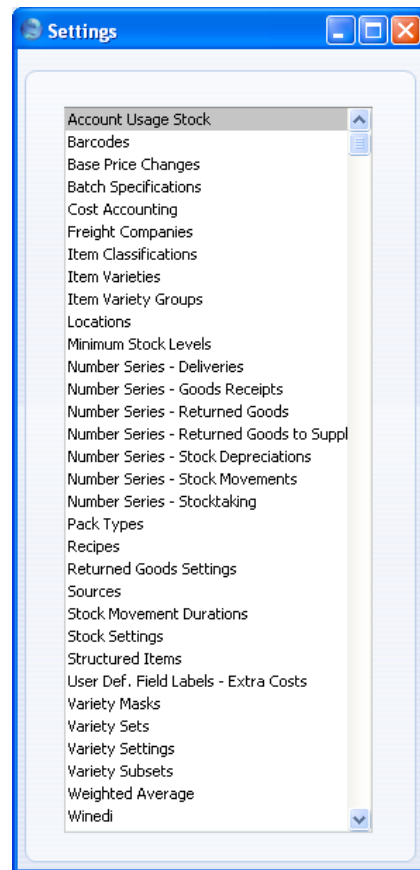 Settings
Account Usage Stock
Barcodes
Base Price Changes
Batch Specifications
Cost Accounting
Freight Companies
Item Classifications
Item Varieties
Item Variety Groups
Locations
Minimum Stock Levels
Number Series - Deliveries
Number Series - Goods Receipts
Number Series - Returned Goods
Number Series - Returned Goods to Suppl
Number Series - Stock Depreciations
Number Series - Stock Movements
Number Series - Stocktaking
Pack Types
Recipes
Returned Goods Settings
Sources
Stock Movement Durations
Stock Settings
Structured Items
User Def. Field Labels - Extra Costs
Variety Masks
Variety Sets
Variety Settings
Variety Subsets
Weighted Average
Winedi